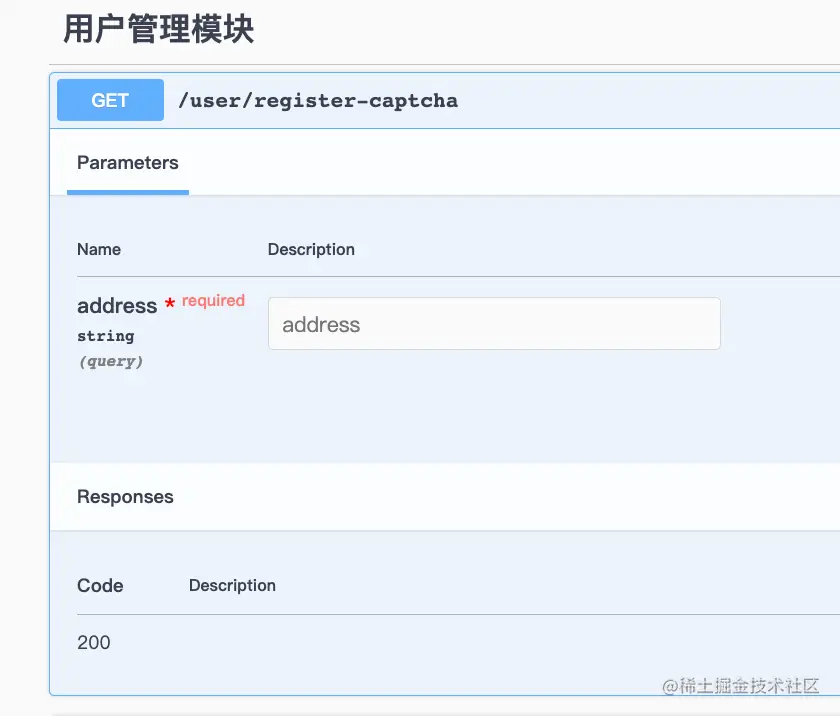 用户管理模块
GET /user/register-captcha
Parameters
Name Description
address * required
string
(query)
address
Responses
Code Description
200
@稀土掘金技术社区